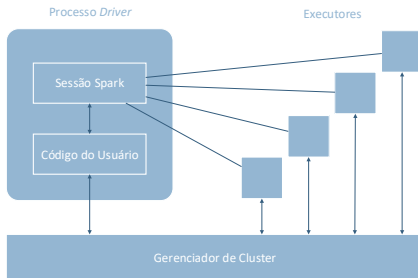 Processo Driver
Executores
Sessão Spark
Código do Usuário
Gerenciador de Cluster